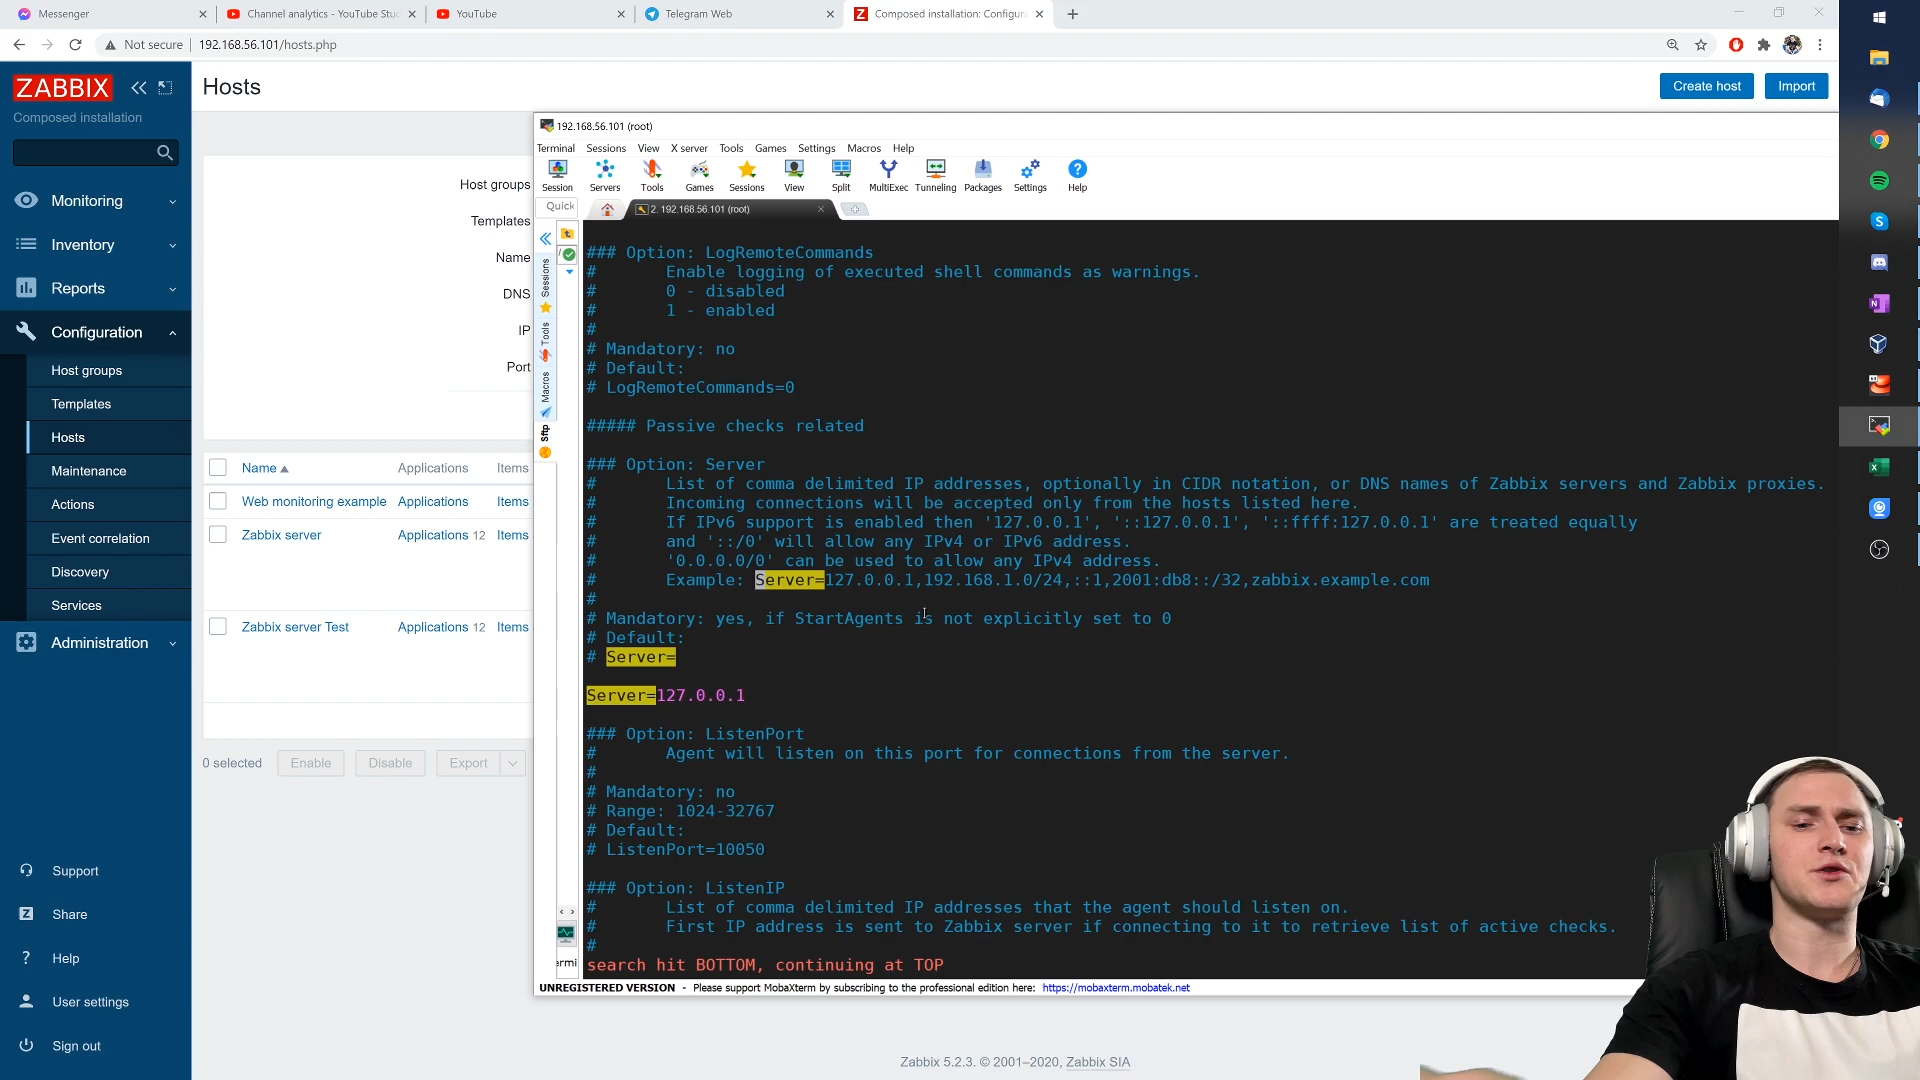 Messenger
Channel analytics - YouTube Stu
YouTube
Telegram Web
Composed installation: Configur
Not secure
192.168.56.101/hosts.php
ZABBIX
Composed installation
Monitoring
Inventory
Reports
Configuration
Host groups
Templates
Hosts
Maintenance
Actions
Event correlation
Discovery
Services
Administration
Support
Share
Help
User settings
Sign out
Hosts
Create host
Import
Host groups
Templates
Name
DNS
IP
Port
Name Applications Items
Web monitoring example Applications Items
Zabbix server Applications 12 Items
Zabbix server Test Applications 12 Items
0 selected Enable Disable Export
192.168.56.101 (root)
Terminal Sessions View X server Tools Games Settings Macros Help
Session Servers Tools Games Sessions View Split MultiExec Tunneling Packages Settings Help
Quick
2. 192.168.56.101 (root)
Sessions
Tools
Macros
Sftp
### Option: LogRemoteCommands
# Enable logging of executed shell commands as warnings.
# 0 - disabled
# 1 - enabled
#
# Mandatory: no
# Default:
# LogRemoteCommands=0
##### Passive checks related
### Option: Server
# List of comma delimited IP addresses, optionally in CIDR notation, or DNS names of Zabbix servers and Zabbix proxies.
# Incoming connections will be accepted only from the hosts listed here.
# If IPv6 support is enabled then '127.0.0.1', '::127.0.0.1', '::ffff:127.0.0.1' are treated equally
# and '::/0' will allow any IPv4 or IPv6 address.
# '0.0.0.0/0' can be used to allow any IPv4 address.
# Example: Server=127.0.0.1,192.168.1.0/24,::1,2001:db8::/32,zabbix.example.com
#
# Mandatory: yes, if StartAgents is not explicitly set to 0
# Default:
# Server=
Server=127.0.0.1
### Option: ListenPort
# Agent will listen on this port for connections from the server.
#
# Mandatory: no
# Range: 1024-32767
# Default:
# ListenPort=10050
### Option: ListenIP
# List of comma delimited IP addresses that the agent should listen on.
# First IP address is sent to Zabbix server if connecting to it to retrieve list of active checks.
#
search hit BOTTOM, continuing at TOP
ermi
UNREGISTERED VERSION - Please support MobaXterm by subscribing to the professional edition here: https://mobaxterm.mobatek.net
Zabbix 5.2.3. © 2001–2020, Zabbix SIA